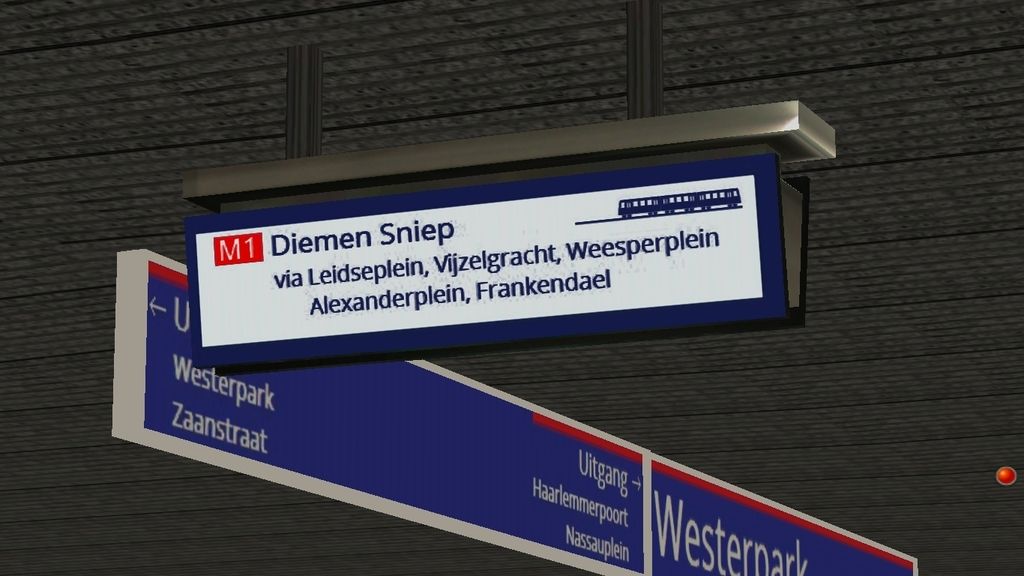 M1 Diemen Sniep
via Leidseplein, Vijzelgracht, Weesperplein
Alexanderplein, Frankendael
← U
Westerpark
Zaanstraat
Uitgang →
Haarlemmerpoort
Nassauplein
Westerpark